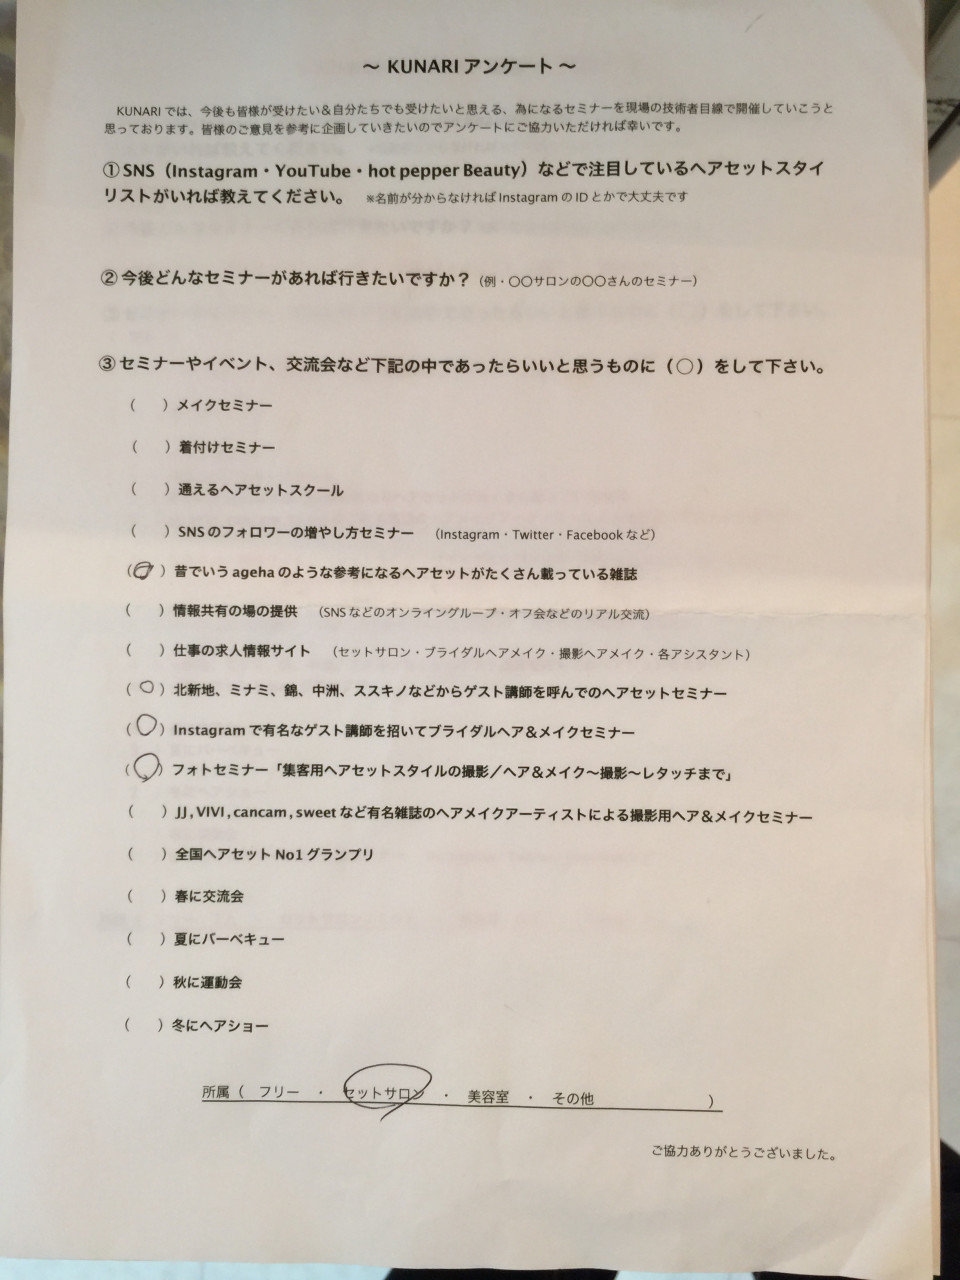 ～ KUNARI アンケート ～
KUNARI では、今後も皆様が受けたい＆自分たちでも受けたいと思える、為になるセミナーを現場の技術者目線で開催していこうと
思っております。皆様のご意見を参考に企画していきたいのでアンケートにご協力いただければ幸いです。
① SNS（Instagram・YouTube・hot pepper Beauty）などで注目しているヘアセットスタイ
リストがいれば教えてください。 ※名前が分からなければ Instagram の ID とかで大丈夫です
② 今後どんなセミナーがあれば行きたいですか？（例・〇〇サロンの〇〇さんのセミナー）
③ セミナーやイベント、交流会など下記の中であったらいいと思うものに（○）をして下さい。
（　　）メイクセミナー
（　　）着付けセミナー
（　　）通えるヘアセットスクール
（　　）SNS のフォロワーの増やし方セミナー （Instagram・Twitter・Facebook など）
（○）昔でいう ageha のような参考になるヘアセットがたくさん載っている雑誌
（　　）情報共有の場の提供 （SNS などのオンライングループ・オフ会などのリアル交流）
（　　）仕事の求人情報サイト （セットサロン・ブライダルヘアメイク・撮影ヘアメイク・各アシスタント）
（○）北新地、ミナミ、錦、中洲、ススキノなどからゲスト講師を呼んでのヘアセットセミナー
（○）Instagram で有名なゲスト講師を招いてブライダルヘア＆メイクセミナー
（○）フォトセミナー「集客用ヘアセットスタイルの撮影／ヘア＆メイク～撮影～レタッチまで」
（　　）JJ , VIVI , cancam , sweet など有名雑誌のヘアメイクアーティストによる撮影用ヘア＆メイクセミナー
（　　）全国ヘアセット No1 グランプリ
（　　）春に交流会
（　　）夏にバーベキュー
（　　）秋に運動会
（　　）冬にヘアショー
所属（　フリー　・　セットサロン　・　美容室　・　その他　　　　　　　）
ご協力ありがとうございました。